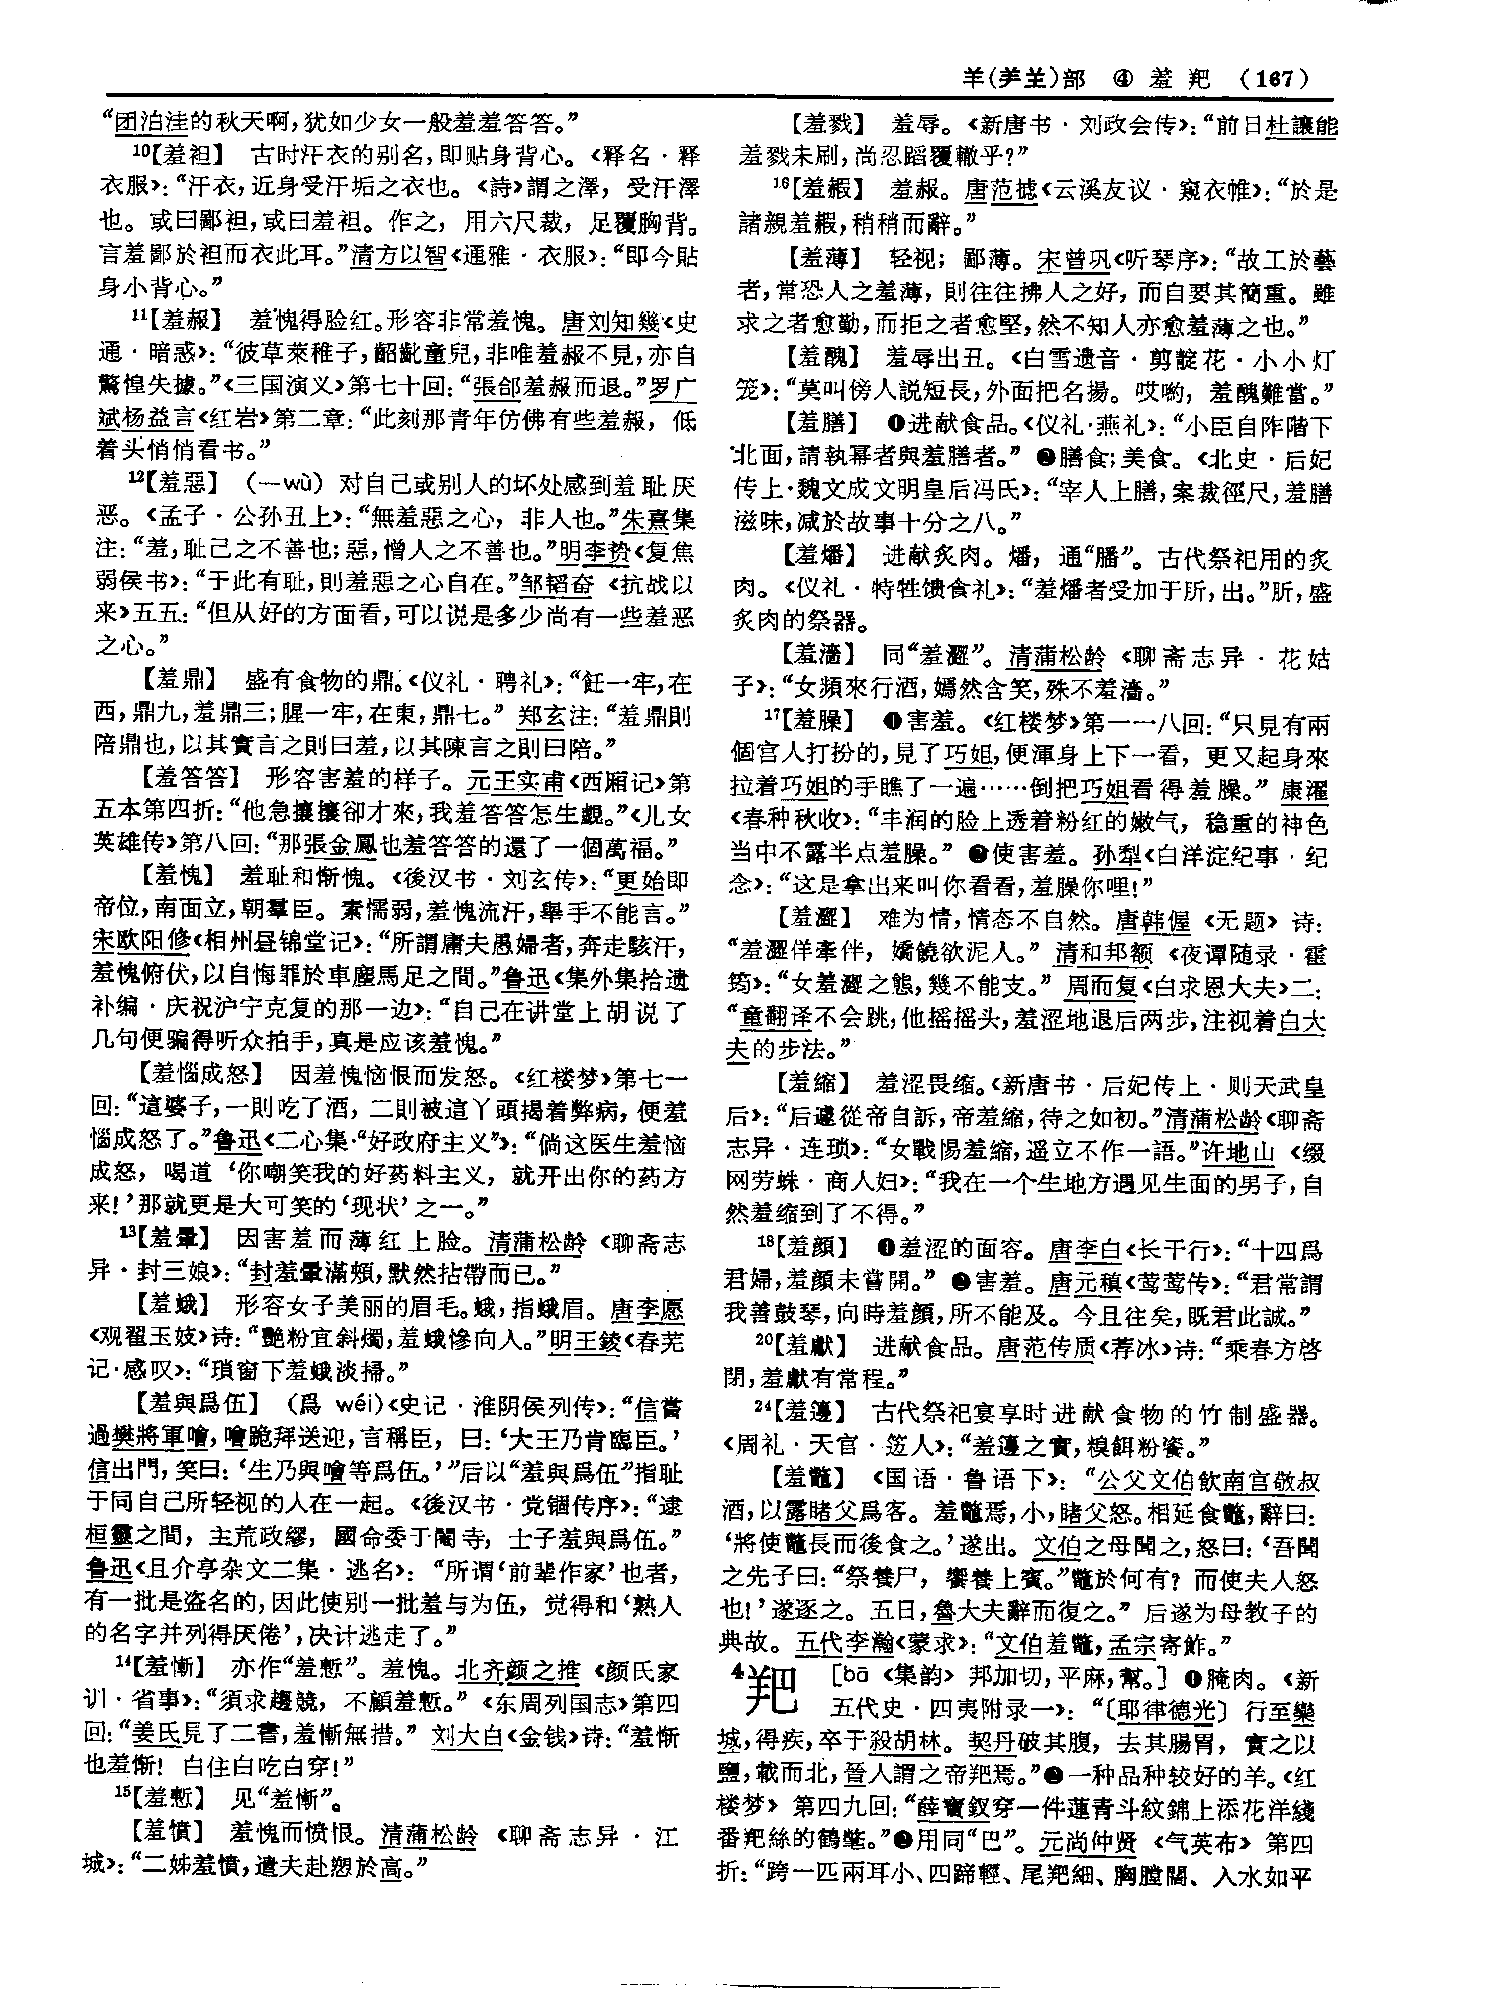 羊(⺶𦍌)部 ④ 羞 羓 (167)
“团泊洼的秋天啊,犹如少女一般羞羞答答。”
¹⁰【羞袒】 古时汗衣的别名,即贴身背心。《释名·释
衣服》:“汗衣,近身受汗垢之衣也。《詩》謂之澤,受汗澤
也。或曰鄙袒,或曰羞袒。作之,用六尺裁,足覆胸背。
言羞鄙於袒而衣此耳。”清方以智《通雅·衣服》:“即今貼
身小背心。”
¹¹【羞赧】 羞愧得脸红。形容非常羞愧。唐刘知幾《史
通·暗惑》:“彼草萊稚子,齠齔童兒,非唯羞赧不見,亦自
驚惶失據。”《三国演义》第七十回:“張郃羞赧而退。”罗广
斌杨益言《红岩》第二章:“此刻那青年仿佛有些羞赧,低
着头悄悄看书。”
¹²【羞惡】 (—wù) 对自己或别人的坏处感到羞耻厌
恶。《孟子·公孙丑上》:“無羞惡之心,非人也。”朱熹集
注:“羞,耻己之不善也;惡,憎人之不善也。”明李贽《复焦
弱侯书》:“于此有耻,則羞惡之心自在。”邹韬奋《抗战以
来》五五:“但从好的方面看,可以说是多少尚有一些羞恶
之心。”
【羞鼎】 盛有食物的鼎。《仪礼·聘礼》:“飪一牢,在
西,鼎九,羞鼎三;腥一牢,在東,鼎七。”郑玄注:“羞鼎則
陪鼎也,以其實言之則曰羞,以其陳言之則曰陪。”
【羞答答】 形容害羞的样子。元王实甫《西厢记》第
五本第四折:“他急攘攘卻才來,我羞答答怎生覷。”《儿女
英雄传》第八回:“那張金鳳也羞答答的還了一個萬福。”
【羞愧】 羞耻和惭愧。《後汉书·刘玄传》:“更始即
帝位,南面立,朝羣臣。素懦弱,羞愧流汗,舉手不能言。”
宋欧阳修《相州昼锦堂记》:“所謂庸夫愚婦者,奔走駭汗,
羞愧俯伏,以自悔罪於車塵馬足之間。”鲁迅《集外集拾遗
补编·庆祝沪宁克复的那一边》:“自己在讲堂上胡说了
几句便骗得听众拍手,真是应该羞愧。”
【羞惱成怒】 因羞愧恼恨而发怒。《红楼梦》第七一
回:“這婆子,一則吃了酒,二則被這丫頭揭着弊病,便羞
惱成怒了。”鲁迅《二心集·“好政府主义”》:“倘这医生羞恼
成怒,喝道‘你嘲笑我的好药料主义,就开出你的药方
来!’那就更是大可笑的‘现状’之一。”
¹³【羞暈】 因害羞而薄红上脸。清蒲松龄《聊斋志
异·封三娘》:“封羞暈滿頰,默然拈帶而已。”
【羞蛾】 形容女子美丽的眉毛。蛾,指蛾眉。唐李愿
《观翟玉妓》诗:“艷粉宜斜燭,羞蛾慘向人。”明王錂《春芜
记·感叹》:“瑣窗下羞蛾淡掃。”
【羞與爲伍】 (爲 wéi)《史记·淮阴侯列传》:“信嘗
過樊將軍噲,噲跪拜送迎,言稱臣,曰:‘大王乃肯臨臣。’
信出門,笑曰:‘生乃與噲等爲伍。’”后以“羞與爲伍”指耻
于同自己所轻视的人在一起。《後汉书·党锢传序》:“逮
桓靈之間,主荒政繆,國命委于閹寺,士子羞與爲伍。”
鲁迅《且介亭杂文二集·逃名》:“所谓‘前辈作家’也者,
有一批是盗名的,因此使别一批羞与为伍,觉得和‘熟人
的名字并列得厌倦’,决计逃走了。”
¹⁴【羞慚】 亦作“羞慙”。羞愧。北齐颜之推《颜氏家
训·省事》:“須求趨競,不顧羞慙。”《东周列国志》第四
回:“姜氏見了二書,羞慚無措。”刘大白《金钱》诗:“羞惭
也羞惭!白住白吃白穿!”
¹⁵【羞慙】 见“羞慚”。
【羞憤】 羞愧而愤恨。清蒲松龄《聊斋志异·江
城》:“二姊羞憤,遣夫赴愬於高。”
【羞戮】 羞辱。《新唐书·刘政会传》:“前日杜讓能
羞戮未刷,尚忍蹈覆轍乎?”
¹⁶【羞赮】 羞赧。唐范摅《云溪友议·窥衣帷》:“於是
諸親羞赮,稍稍而辭。”
【羞薄】 轻视;鄙薄。宋曾巩《听琴序》:“故工於藝
者,常恐人之羞薄,則往往拂人之好,而自要其簡重。雖
求之者愈勤,而拒之者愈堅,然不知人亦愈羞薄之也。”
【羞醜】 羞辱出丑。《白雪遗音·剪靛花·小小灯
笼》:“莫叫傍人説短長,外面把名揚。哎喲,羞醜難當。”
【羞膳】 ❶进献食品。《仪礼·燕礼》:“小臣自阼階下
北面,請執冪者與羞膳者。”❷膳食;美食。《北史·后妃
传上·魏文成文明皇后冯氏》:“宰人上膳,案裁徑尺,羞膳
滋味,减於故事十分之八。”
【羞燔】 进献炙肉。燔,通“膰”。古代祭祀用的炙
肉。《仪礼·特牲馈食礼》:“羞燔者受加于肵,出。”肵,盛
炙肉的祭器。
【羞濇】 同“羞澀”。清蒲松龄《聊斋志异·花姑
子》:“女頻來行酒,嫣然含笑,殊不羞濇。”
¹⁷【羞臊】 ❶害羞。《红楼梦》第一一八回:“只見有兩
個宫人打扮的,見了巧姐,便渾身上下一看,更又起身來
拉着巧姐的手瞧了一遍……倒把巧姐看得羞臊。”康濯
《春种秋收》:“丰润的脸上透着粉红的嫩气,稳重的神色
当中不露半点羞臊。”❷使害羞。孙犁《白洋淀纪事·纪
念》:“这是拿出来叫你看看,羞臊你哩!”
【羞澀】 难为情,情态不自然。唐韩偓《无题》诗:
“羞澀佯牽伴,嬌饒欲泥人。”清和邦额《夜谭随录·霍
筠》:“女羞澀之態,幾不能支。”周而复《白求恩大夫》二:
“童翻译不会跳,他摇摇头,羞涩地退后两步,注视着白大
夫的步法。”
【羞缩】 羞涩畏缩。《新唐书·后妃传上·则天武皇
后》:“后遽從帝自訴,帝羞縮,待之如初。”清蒲松龄《聊斋
志异·连琐》:“女戰惕羞縮,遥立不作一語。”许地山《缀
网劳蛛·商人妇》:“我在一个生地方遇见生面的男子,自
然羞缩到了不得。”
¹⁸【羞顔】 ❶羞涩的面容。唐李白《长干行》:“十四爲
君婦,羞顔未嘗開。”❷害羞。唐元稹《莺莺传》:“君常謂
我善鼓琴,向時羞顔,所不能及。今且往矣,既君此誠。”
²⁰【羞獻】 进献食品。唐范传质《荐冰》诗:“乘春方啓
閉,羞獻有常程。”
²⁴【羞籩】 古代祭祀宴享时进献食物的竹制盛器。
《周礼·天官·笾人》:“羞籩之實,糗餌粉餈。”
【羞鼈】 《国语·鲁语下》:“公父文伯飲南宫敬叔
酒,以露睹父爲客。羞鼈焉,小,睹父怒。相延食鼈,辭曰:
‘將使鼈長而後食之。’遂出。文伯之母聞之,怒曰:‘吾聞
之先子曰:“祭養尸,饗養上賓。”鼈於何有?而使夫人怒
也!’遂逐之。五日,魯大夫辭而復之。”后遂为母教子的
典故。五代李瀚《蒙求》:“文伯羞鼈,孟宗寄鮓。”
⁴羓 [bā《集韵》邦加切,平麻,幫。] ❶腌肉。《新
五代史·四夷附录一》:“〔耶律德光〕行至欒
城,得疾,卒于殺胡林。契丹破其腹,去其腸胃,實之以
鹽,載而北,晉人謂之帝羓焉。”❷一种品种较好的羊。《红
楼梦》第四九回:“薛寶釵穿一件蓮青斗紋錦上添花洋綫
番羓絲的鶴氅。”❸用同“巴”。元尚仲贤《气英布》第四
折:“跨一匹兩耳小、四蹄輕、尾羓細、胸膛闊、入水如平